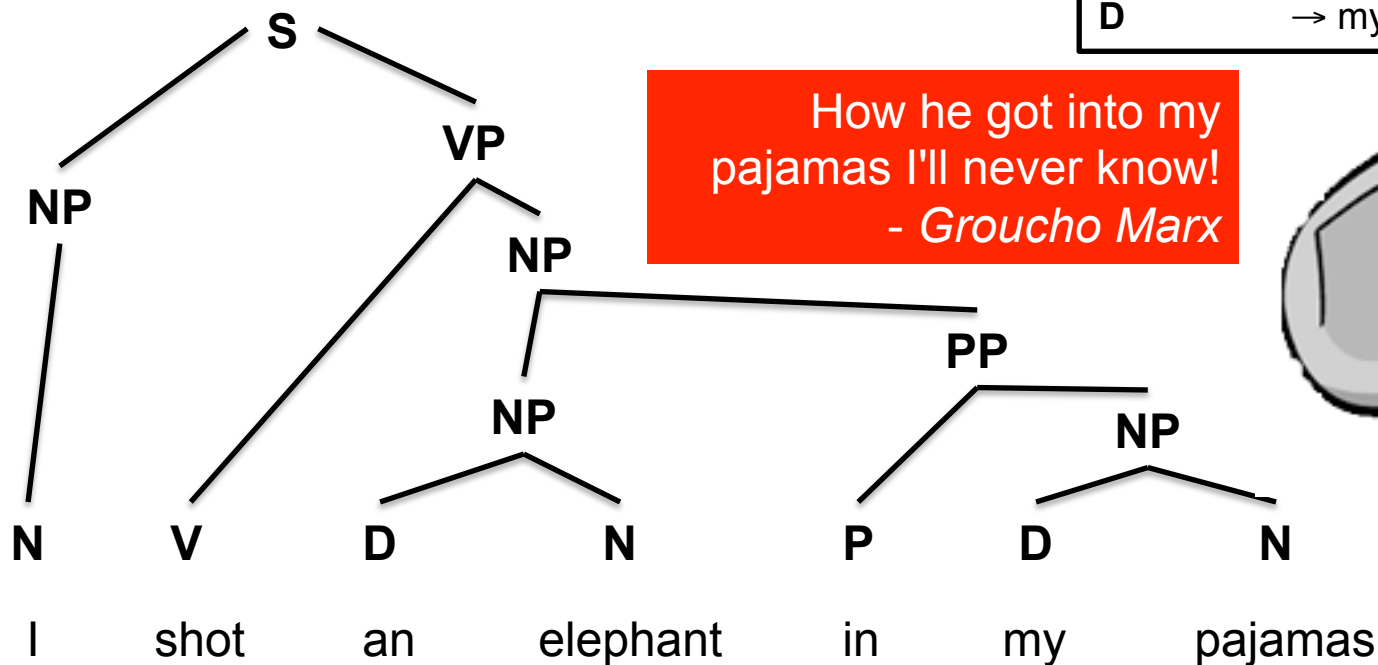 S
D → my
How he got into my
pajamas I'll never know!
- Groucho Marx
VP
NP
NP
PP
NP
NP
N V D N P D N
I shot an elephant in my pajamas